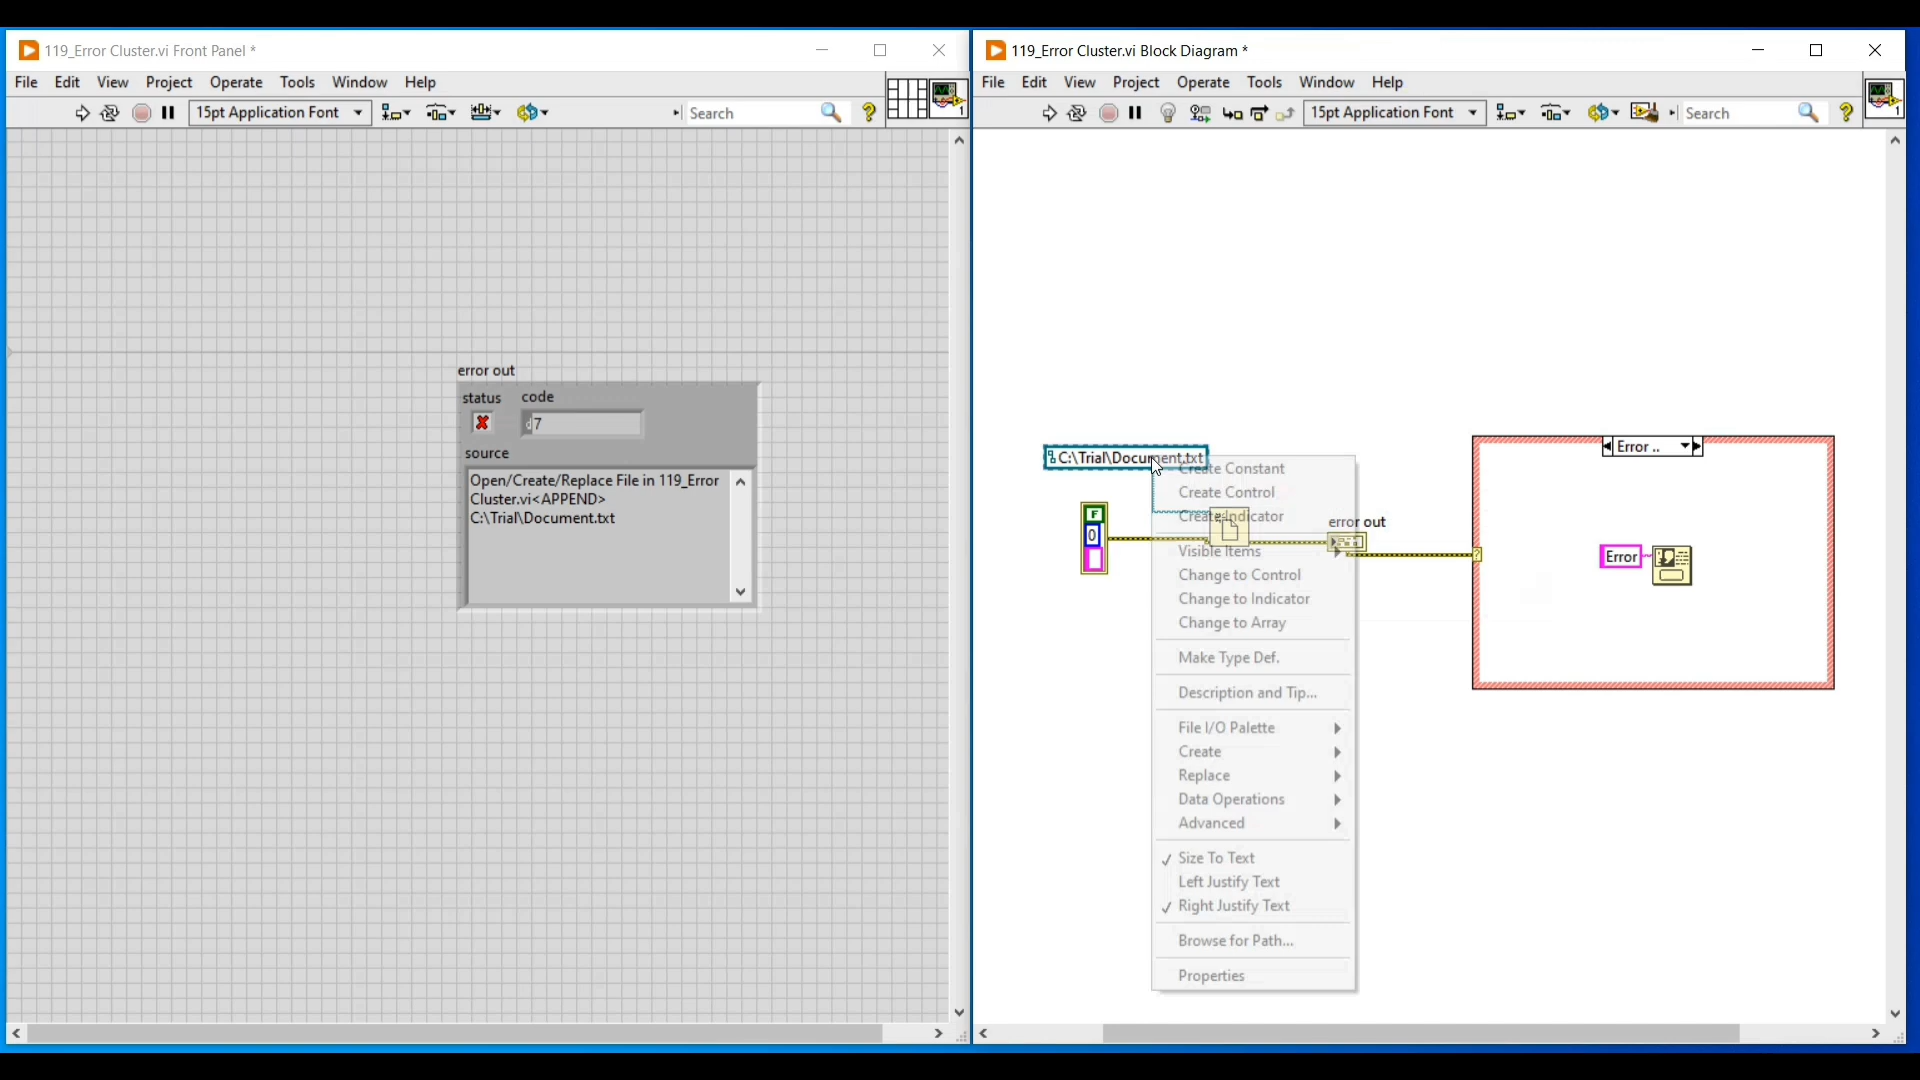 119_Error Cluster.vi Front Panel *
File Edit View Project Operate Tools Window Help
15pt Application Font
Search
1
error out
status code
d 7
source
Open/Create/Replace File in 119_Error
Cluster.vi<APPEND>
C:\Trial\Document.txt
119_Error Cluster.vi Block Diagram *
File Edit View Project Operate Tools Window Help
15pt Application Font
Search
1
C:\Trial\Document.txt
F
0
error out
?
Error ..
Error
Create Constant
Create Control
Create Indicator
Visible Items
Change to Control
Change to Indicator
Change to Array
Make Type Def.
Description and Tip...
File I/O Palette
Create
Replace
Data Operations
Advanced
Size To Text
Left Justify Text
Right Justify Text
Browse for Path...
Properties